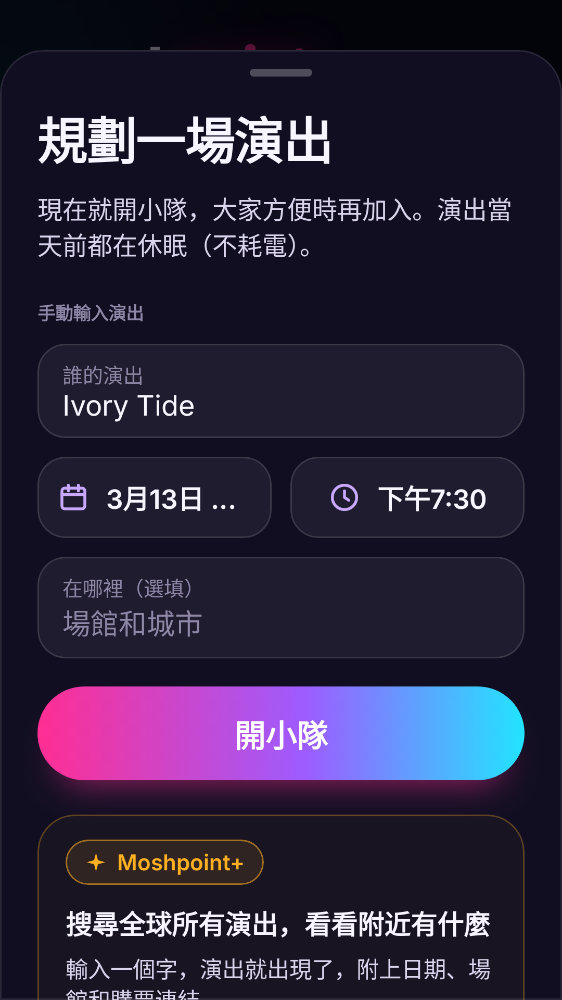 規劃一場演出
現在就開小隊，大家方便時再加入。演出當
天前都在休眠（不耗電）。
手動輸入演出
誰的演出
Ivory Tide
3月13日 ...
下午7:30
在哪裡（選填）
場館和城市
開小隊
Moshpoint+
搜尋全球所有演出，看看附近有什麼
輸入一個字，演出就出現了，附上日期、場
館和購票連結